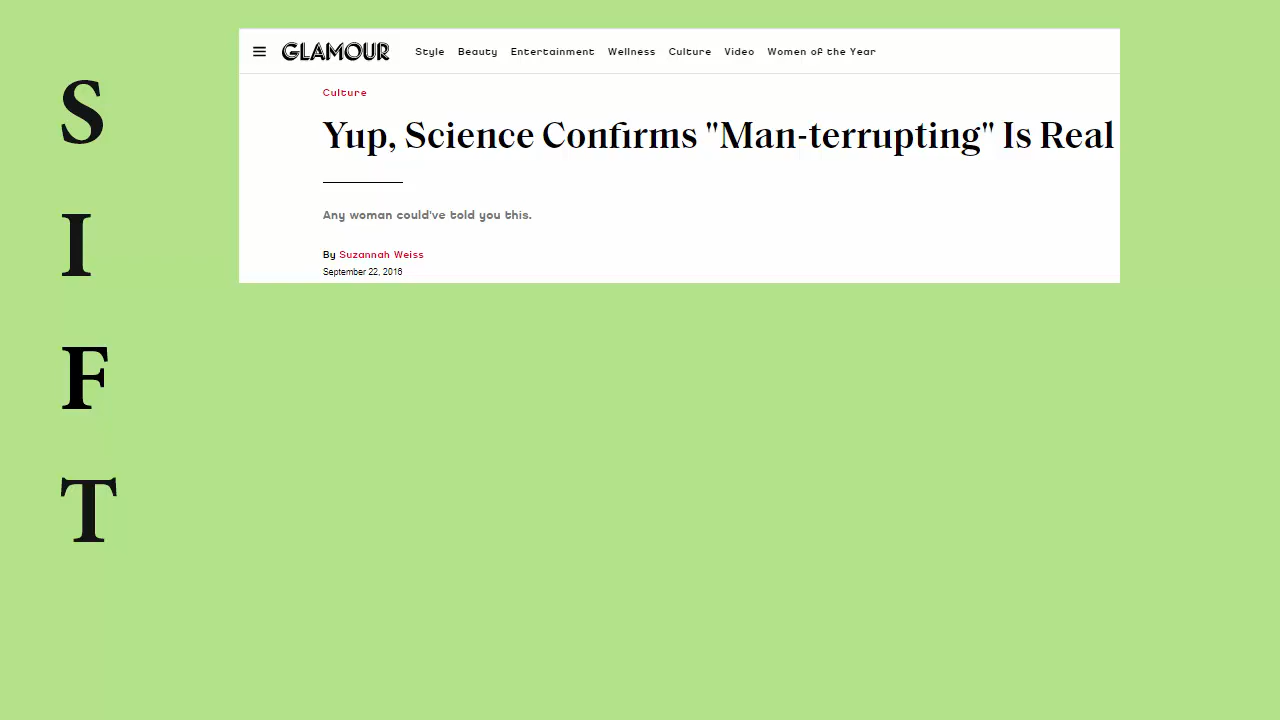 S
I
F
T
GLAMOUR Style Beauty Entertainment Wellness Culture Video Women of the Year
Culture
Yup, Science Confirms "Man-terrupting" Is Real
Any woman could've told you this.
By Suzannah Weiss
September 22, 2016